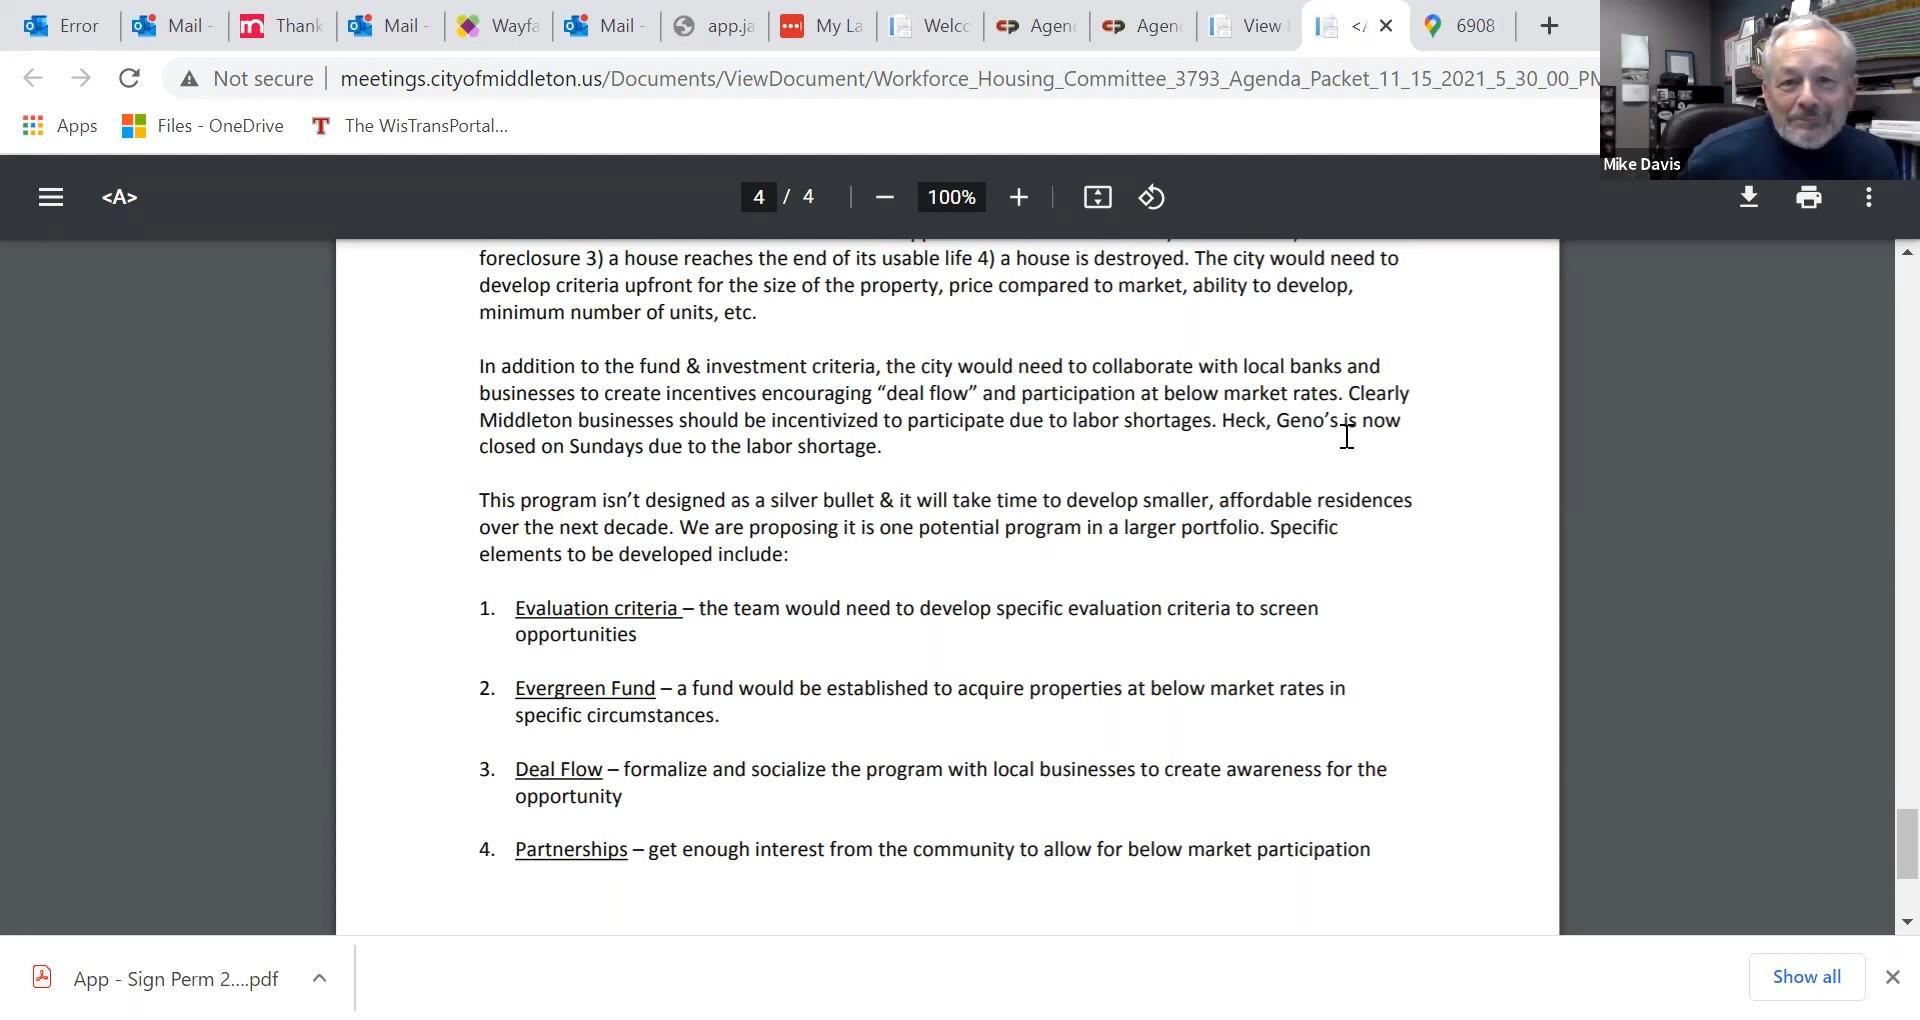 Error
Mail -
Thank
Mail -
Wayfa
Mail -
app.ja
My La
Welco
Agen
Agen
View
<A
6908
Not secure
meetings.cityofmiddleton.us/Documents/ViewDocument/Workforce_Housing_Committee_3793_Agenda_Packet_11_15_2021_5_30_00_PM
Apps
Files - OneDrive
The WisTransPortal...
Mike Davis
<A>
4 / 4
100%
foreclosure 3) a house reaches the end of its usable life 4) a house is destroyed. The city would need to
develop criteria upfront for the size of the property, price compared to market, ability to develop,
minimum number of units, etc.
In addition to the fund & investment criteria, the city would need to collaborate with local banks and
businesses to create incentives encouraging “deal flow” and participation at below market rates. Clearly
Middleton businesses should be incentivized to participate due to labor shortages. Heck, Geno’s is now
closed on Sundays due to the labor shortage.
This program isn’t designed as a silver bullet & it will take time to develop smaller, affordable residences
over the next decade. We are proposing it is one potential program in a larger portfolio. Specific
elements to be developed include:
1. Evaluation criteria – the team would need to develop specific evaluation criteria to screen
opportunities
2. Evergreen Fund – a fund would be established to acquire properties at below market rates in
specific circumstances.
3. Deal Flow – formalize and socialize the program with local businesses to create awareness for the
opportunity
4. Partnerships – get enough interest from the community to allow for below market participation
App - Sign Perm 2....pdf
Show all